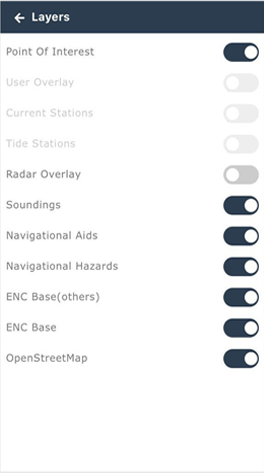 Layers
Point Of Interest
User Overlay
Current Stations
Tide Stations
Radar Overlay
Soundings
Navigational Aids
Navigational Hazards
ENC Base(others)
ENC Base
OpenStreetMap